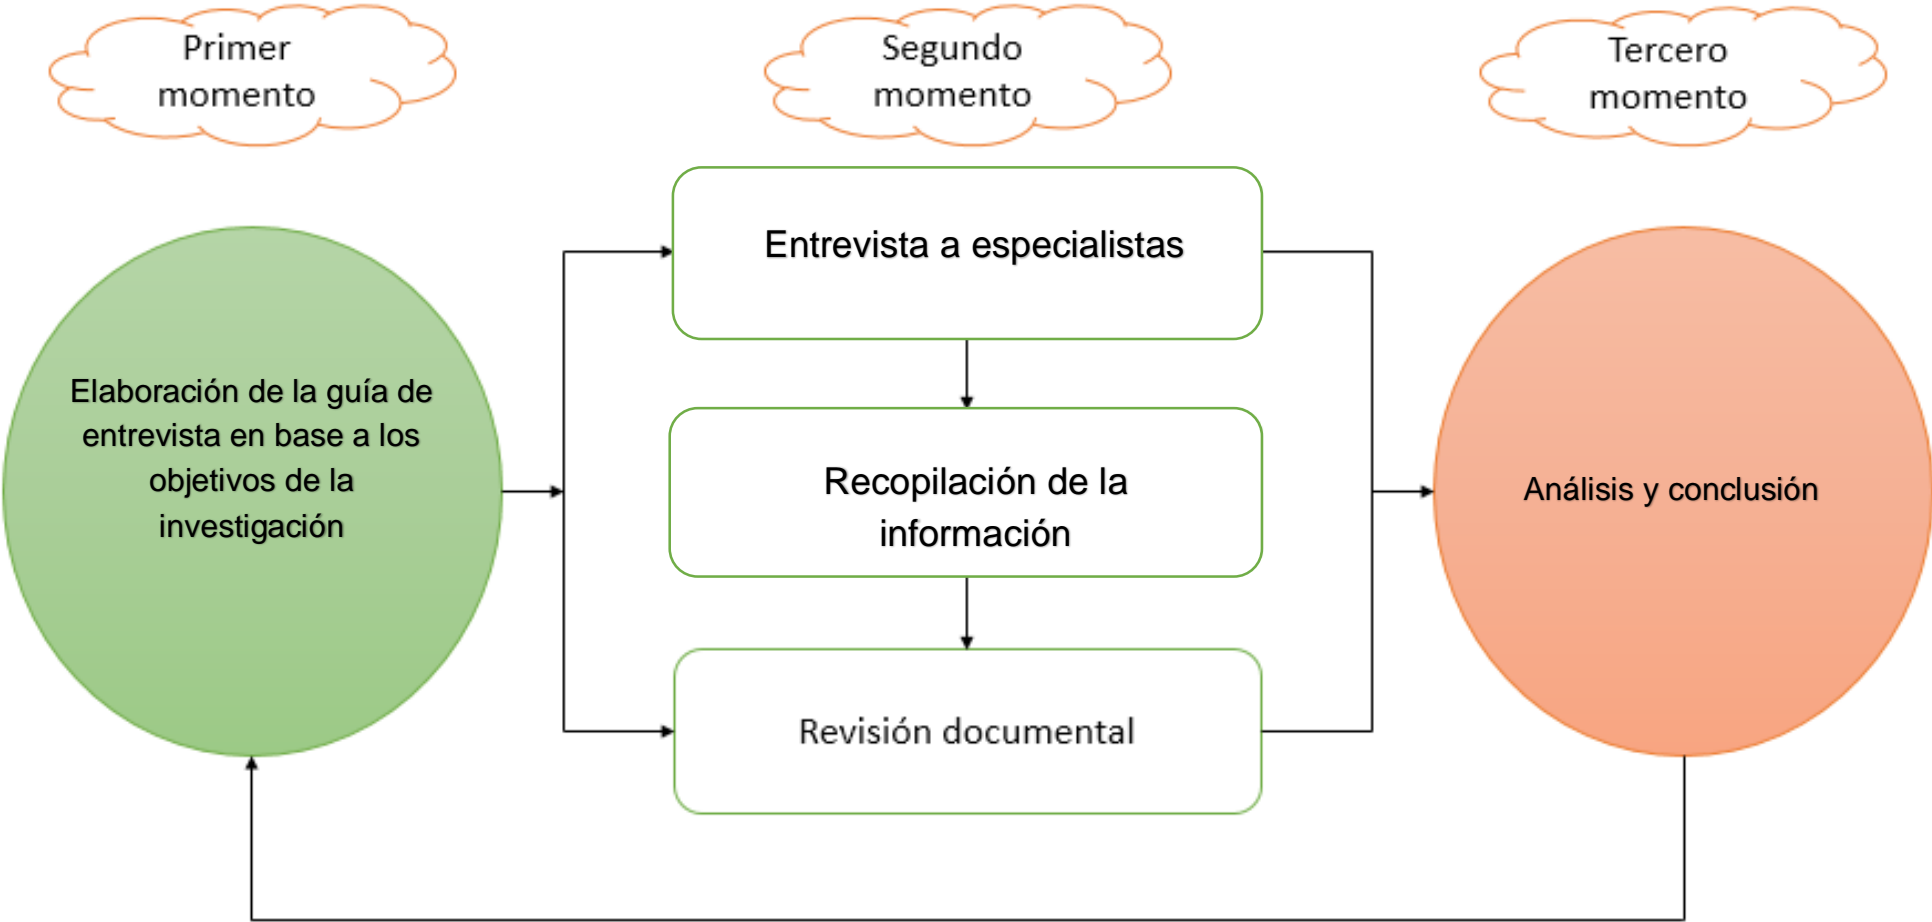 Primer
momento
Segundo
momento
Tercero
momento
Elaboración de la guía de
entrevista en base a los
objetivos de la
investigación
Entrevista a especialistas
Recopilación de la
información
Revisión documental
Análisis y conclusión